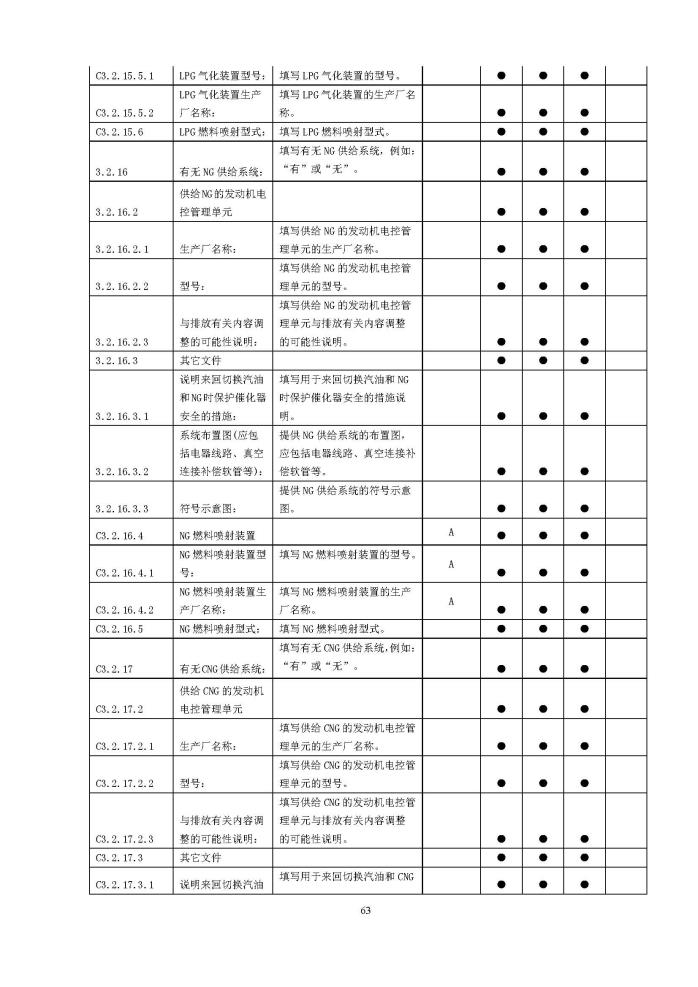 C3.2.15.5.1 LPG 气化装置型号： 填写 LPG 气化装置的型号。 ● ● ●
LPG 气化装置生产 填写 LPG 气化装置的生产厂名
C3.2.15.5.2 厂名称： 称。 ● ● ●
C3.2.15.6 LPG 燃料喷射型式： 填写 LPG 燃料喷射型式。 ● ● ●
填写有无 NG 供给系统，例如：
3.2.16 有无 NG 供给系统： “有”或“无”。 ● ● ●
供给NG的发动机电
3.2.16.2 控管理单元 ● ● ●
填写供给 NG 的发动机电控管
3.2.16.2.1 生产厂名称： 理单元的生产厂名称。 ● ● ●
填写供给 NG 的发动机电控管
3.2.16.2.2 型号： 理单元的型号。 ● ● ●
填写供给 NG 的发动机电控管
与排放有关内容调 理单元与排放有关内容调整
3.2.16.2.3 整的可能性说明： 的可能性说明。 ● ● ●
3.2.16.3 其它文件 ● ● ●
说明来回切换汽油 填写用于来回切换汽油和 NG
和NG时保护催化器 时保护催化器安全的措施说
3.2.16.3.1 安全的措施： 明。 ● ● ●
系统布置图(应包 提供 NG 供给系统的布置图，
括电器线路、真空 应包括电器线路、真空连接补
3.2.16.3.2 连接补偿软管等)： 偿软管等。 ● ● ●
提供 NG 供给系统的符号示意
3.2.16.3.3 符号示意图： 图。 ● ● ●
C3.2.16.4 NG 燃料喷射装置 A ● ● ●
NG 燃料喷射装置型 填写 NG 燃料喷射装置的型号。
C3.2.16.4.1 号： A ● ● ●
NG 燃料喷射装置生 填写 NG 燃料喷射装置的生产
C3.2.16.4.2 产厂名称： 厂名称。 A ● ● ●
C3.2.16.5 NG 燃料喷射型式： 填写 NG 燃料喷射型式。 ● ● ●
填写有无 CNG 供给系统，例如：
C3.2.17 有无CNG供给系统： “有”或“无”。 ● ● ●
供给 CNG 的发动机
C3.2.17.2 电控管理单元 ● ● ●
填写供给 CNG 的发动机电控管
C3.2.17.2.1 生产厂名称： 理单元的生产厂名称。 ● ● ●
填写供给 CNG 的发动机电控管
C3.2.17.2.2 型号： 理单元的型号。 ● ● ●
填写供给 CNG 的发动机电控管
与排放有关内容调 理单元与排放有关内容调整
C3.2.17.2.3 整的可能性说明： 的可能性说明。 ● ● ●
C3.2.17.3 其它文件 ● ● ●
C3.2.17.3.1 说明来回切换汽油 填写用于来回切换汽油和 CNG ● ● ●
63